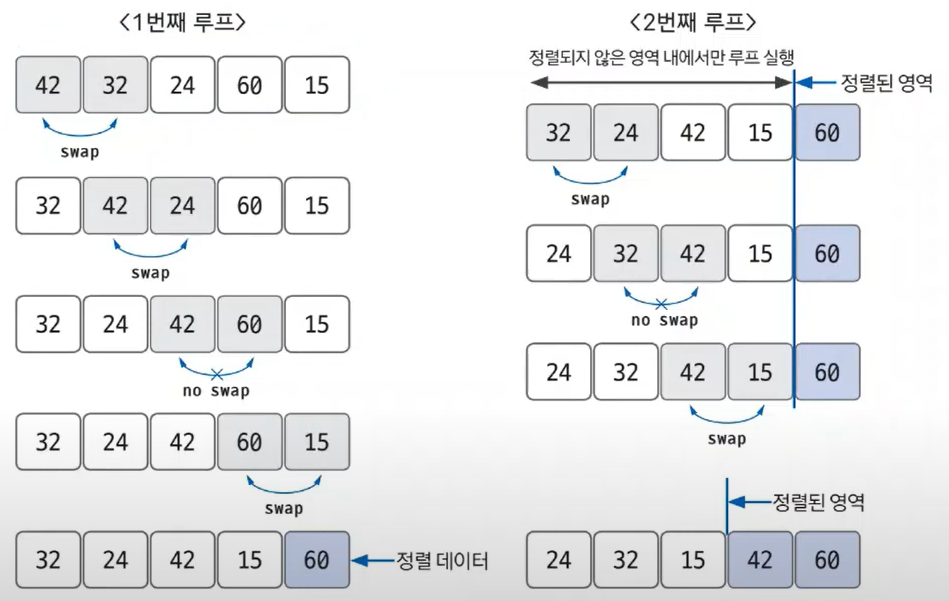 <1번째 루프>
42 32 24 60 15
swap
32 42 24 60 15
swap
32 24 42 60 15
no swap
32 24 42 60 15
swap
32 24 42 15 60
정렬 데이터
<2번째 루프>
정렬되지 않은 영역 내에서만 루프 실행
정렬된 영역
32 24 42 15 60
swap
24 32 42 15 60
no swap
24 32 42 15 60
swap
정렬된 영역
24 32 15 42 60